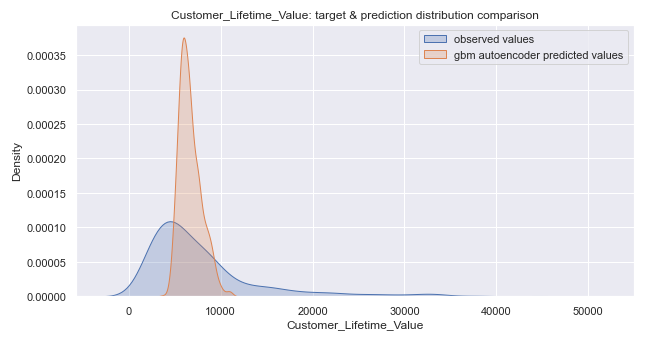 Customer_Lifetime_Value: target & prediction distribution comparison
observed values
gbm autoencoder predicted values
0.00035
0.00030
0.00025
0.00020
0.00015
0.00010
0.00005
0.00000
Density
0 10000 20000 30000 40000 50000
Customer_Lifetime_Value